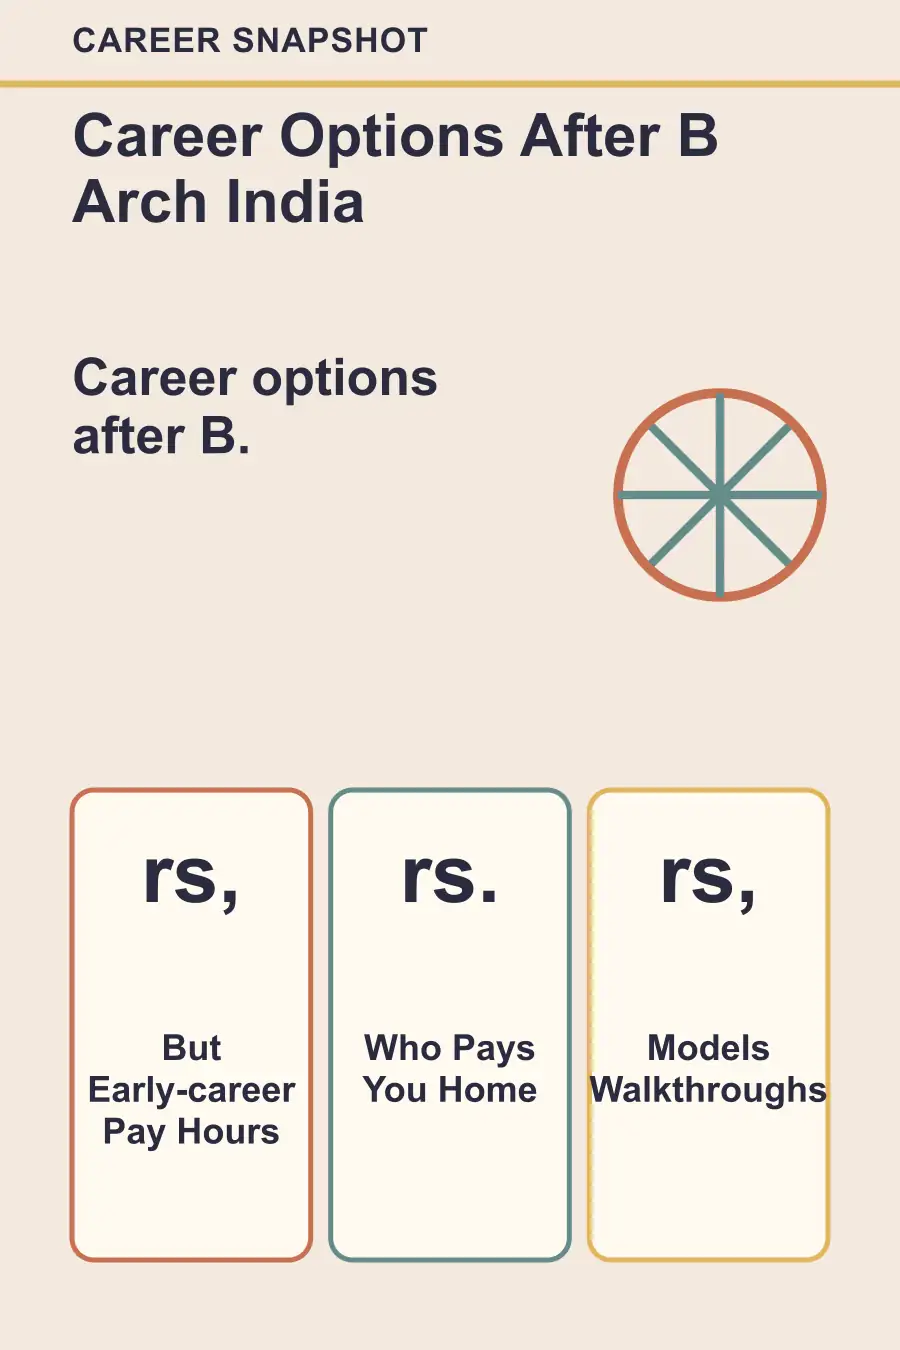 CAREER SNAPSHOT
Career Options After B
Arch India
Career options
after B.
rs,
But
Early-career
Pay Hours
rs.
Who Pays
You Home
rs,
Models
Walkthroughs